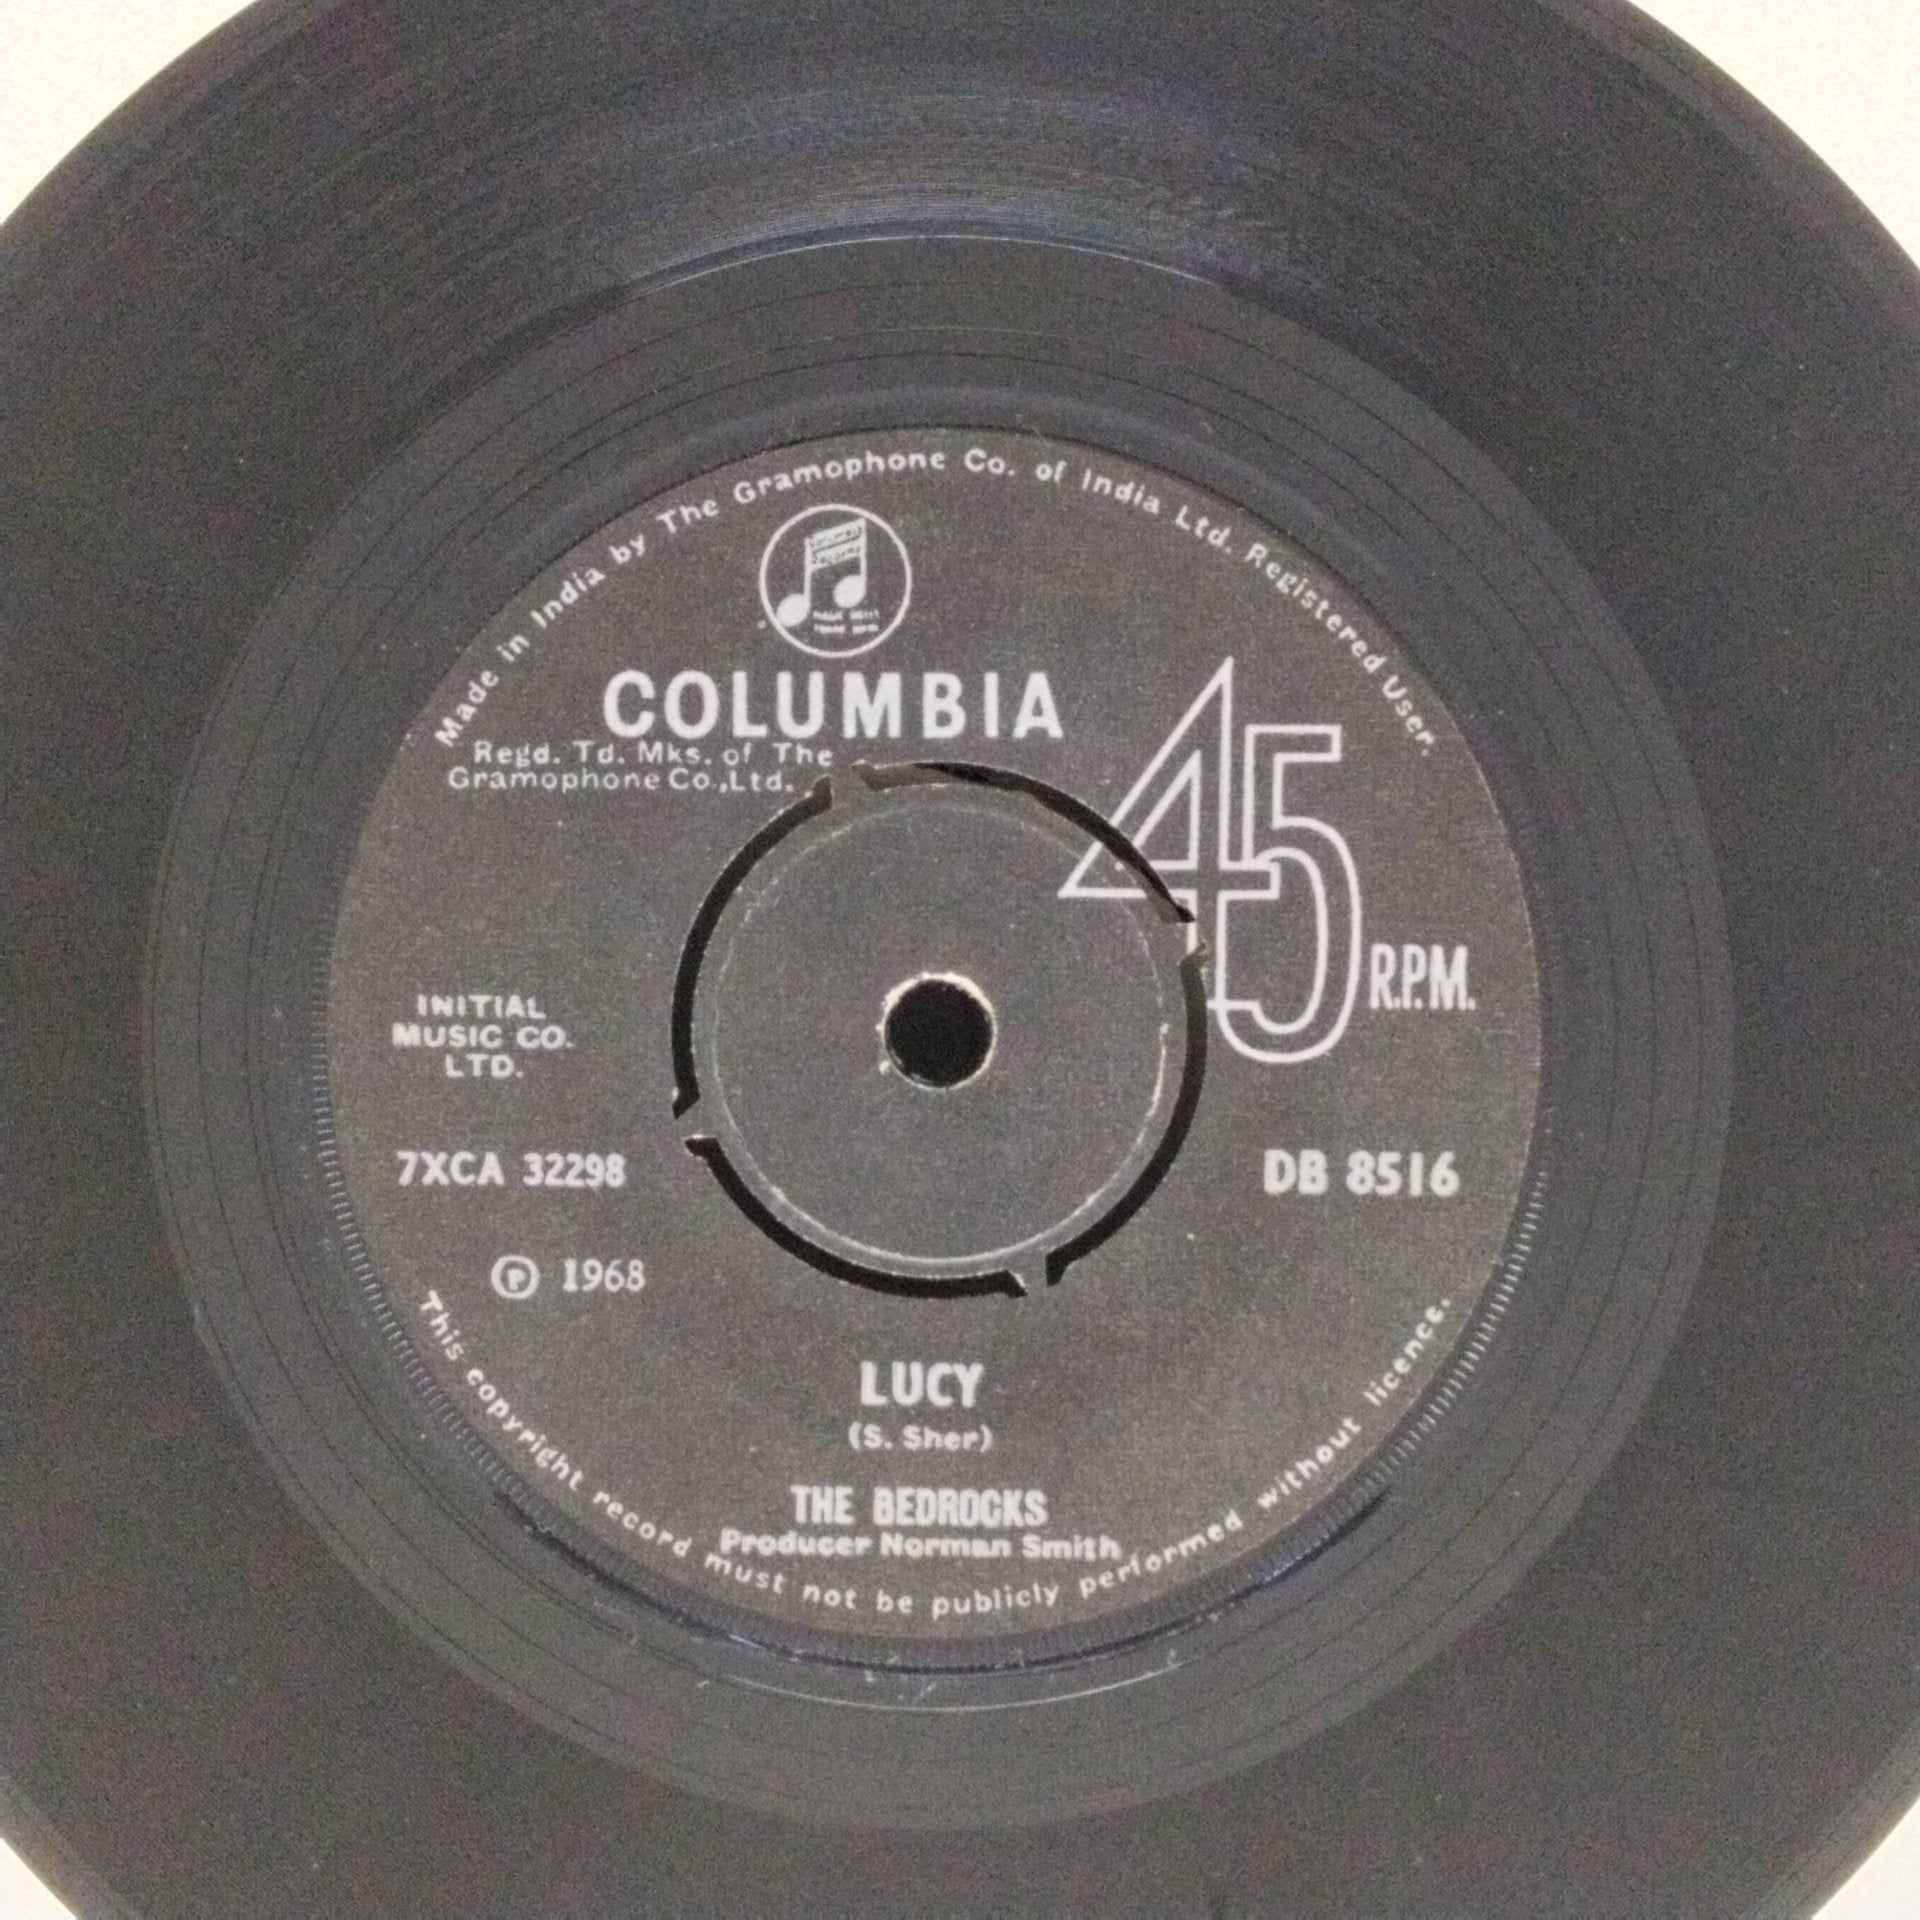 Made in India by The Gramophone Co. of India Ltd. Registered User.
COLUMBIA
Regd. Td. Mks. of The
Gramophone Co.,Ltd.
45 R.P.M.
INITIAL
MUSIC CO.
LTD.
7XCA 32298
DB 8516
℗ 1968
LUCY
(S. Sher)
THE BEDROCKS
Producer Norman Smith
This copyright record must not be publicly performed without licence.